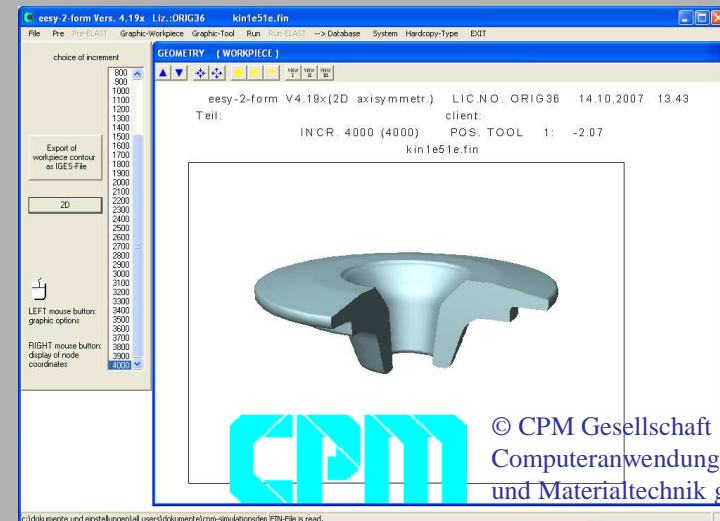 eesy-2-form Vers. 4.19x Liz.:ORIG36 kin1e51e.fin
File Pre Pre-ELAST Graphic-Workpiece Graphic-Tool Run Run-ELAST --> Database System Hardcopy-Type EXIT
choice of increment
GEOMETRY ( WORKPIECE )
VIEW I VIEW II VIEW III
800
900
1000
1100
1200
1300
1400
1500
1600
1700
1800
1900
2000
2100
2200
2300
2400
2500
2600
2700
2800
2900
3000
3100
3200
3300
3400
3500
3600
3700
3800
3900
4000
Export of
workpiece contour
as IGES-File
2D
LEFT mouse button:
graphic options
RIGHT mouse button:
display of node
coordinates
eesy-2-form V4.19x(2D axisymmetr.) LIC.NO. ORIG36 14.10.2007 13.43
Teil: client:
INCR. 4000 (4000) POS. TOOL 1: -2.07
kin1e51e.fin
CPM
© CPM Gesellschaft
Computeranwendung
und Materialtechnik g
c:\dokumente und einstellungen\all users\dokumente\cpm-simulationsden FIN-File is read.